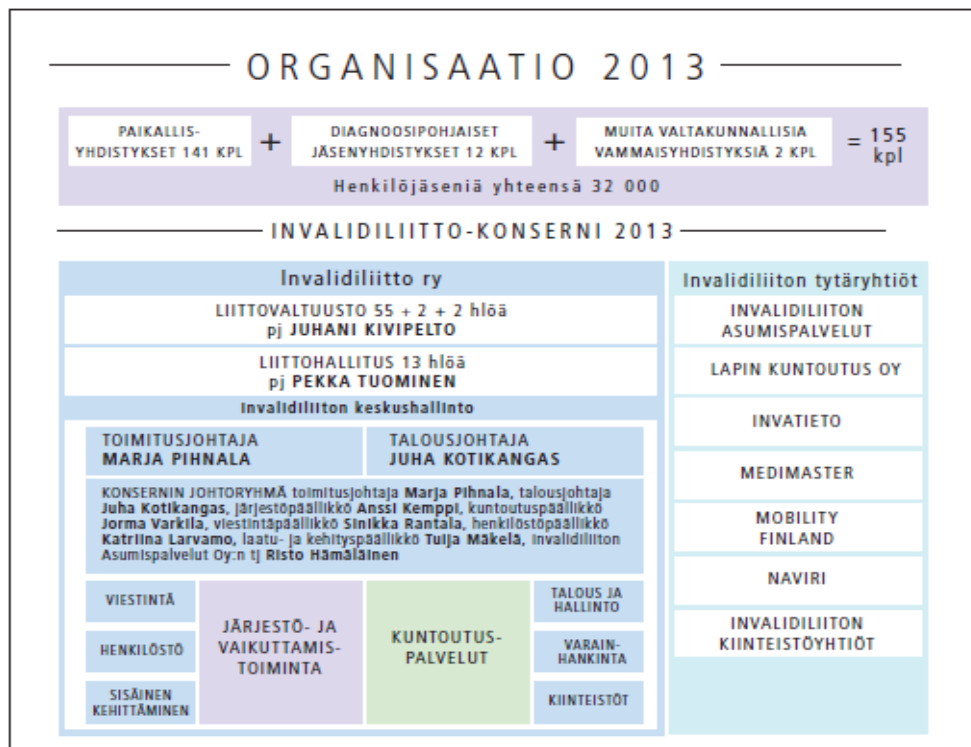 ORGANISAATIO 2013
PAIKALLIS-
YHDISTYKSET 141 KPL
+
DIAGNOOSIPOHJAISET
JÄSENYHDISTYKSET 12 KPL
+
MUITA VALTAKUNNALLISIA
VAMMAISYHDISTYKSIÄ 2 KPL
= 155
kpl
Henkilöjäseniä yhteensä 32 000
INVALIDILIITTO-KONSERNI 2013
Invalidiliitto ry
LIITTOVALTUUSTO 55 + 2 + 2 hlöä
pj JUHANI KIVIPELTO
LIITTOHALLITUS 13 hlöä
pj PEKKA TUOMINEN
Invalidiliiton keskushallinto
TOIMITUSJOHTAJA
MARJA PIHNALA
TALOUSJOHTAJA
JUHA KOTIKANGAS
KONSERNIN JOHTORYHMÄ toimitusjohtaja Marja Pihnala, talousjohtaja
Juha Kotikangas, järjestöpäällikkö Anssi Kemppi, kuntoutuspäällikkö
Jorma Varkila, viestintäpäällikkö Sinikka Rantala, henkilöstöpäällikkö
Katriina Larvamo, laatu- ja kehityspäällikkö Tuija Mäkelä, Invalidiliiton
Asumispalvelut Oy:n tj Risto Hämäläinen
VIESTINTÄ
HENKILÖSTÖ
SISÄINEN
KEHITTÄMINEN
JÄRJESTÖ- JA
VAIKUTTAMIS-
TOIMINTA
KUNTOUTUS-
PALVELUT
TALOUS JA
HALLINTO
VARAIN-
HANKINTA
KIINTEISTÖT
Invalidiliiton tytäryhtiöt
INVALIDILIITON
ASUMISPALVELUT
LAPIN KUNTOUTUS OY
INVATIETO
MEDIMASTER
MOBILITY
FINLAND
NAVIRI
INVALIDILIITON
KIINTEISTÖYHTIÖT